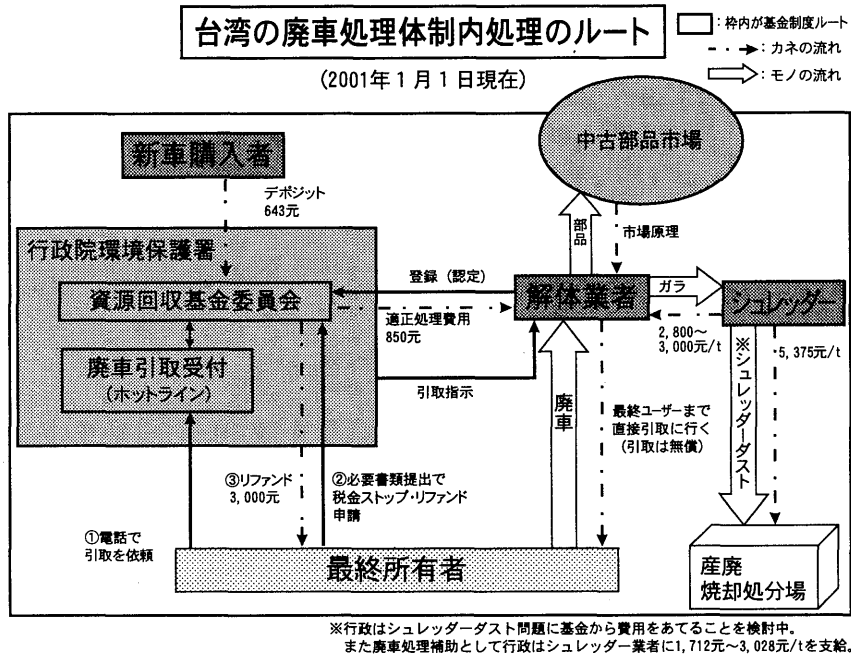 台湾の廃車処理体制内処理のルート
(2001年1月1日現在)
:枠内が基金制度ルート
:カネの流れ
:モノの流れ
新車購入者
デポジット
643元
中古部品市場
部品
市場原理
行政院環境保護署
資源回収基金委員会
廃車引取受付
(ホットライン)
登録(認定)
適正処理費用
850元
引取指示
解体業者
ガラ
シュレッダー
2,800~
3,000元/t
5,375元/t
※シュレッダーダスト
廃車
最終ユーザーまで
直接引取に行く
(引取は無償)
③リファンド
3,000元
②必要書類提出で
税金ストップ・リファンド
申請
①電話で
引取を依頼
最終所有者
産廃
焼却処分場
※行政はシュレッダーダスト問題に基金から費用をあてることを検討中。
また廃車処理補助として行政はシュレッダー業者に1,712元~3,028元/tを支給。